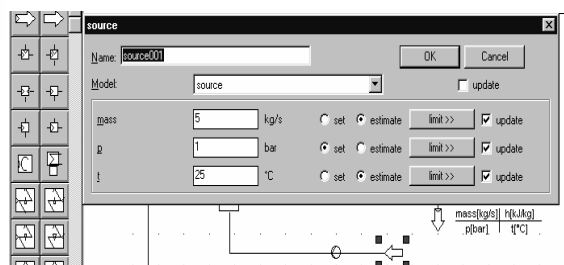 source
Name: source001 OK Cancel
Model: source update
mass 5 kg/s set estimate limit >> update
p 1 bar set estimate limit >> update
t 25 °C set estimate limit >> update
mass[kg/s] h[kJ/kg]
p[bar] t[°C]